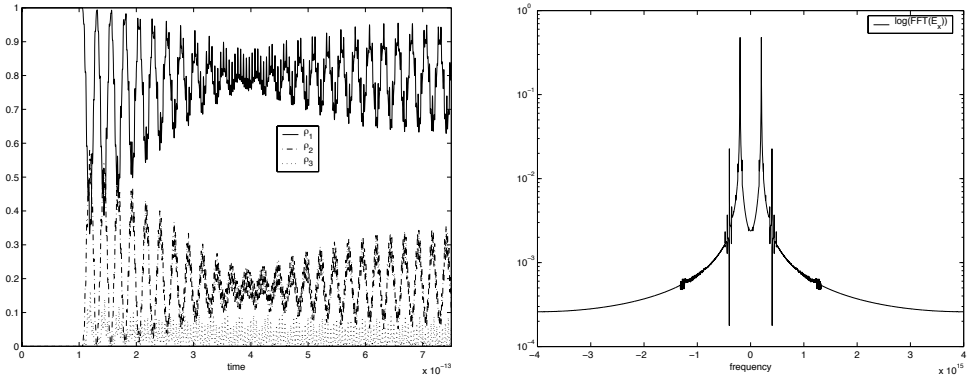 1
0.9
0.8
0.7
0.6
0.5
0.4
0.3
0.2
0.1
0
ρ1
ρ2
ρ3
0 1 2 3 4 5 6 7
time
x 10^-13
10^0
10^-1
10^-2
10^-3
10^-4
log(FFT(E_x))
−4 −3 −2 −1 0 1 2 3 4
frequency
x 10^15